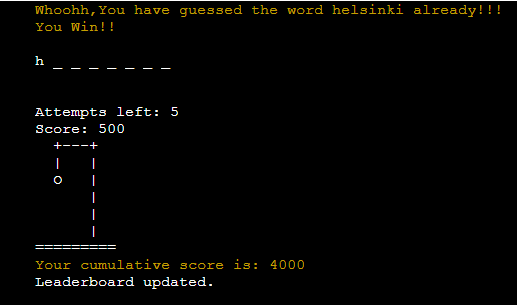 Whoohh,You have guessed the word helsinki already!!!
You Win!!
h _ _ _ _ _ _ _
Attempts left: 5
Score: 500
  +---+
  |   |
  O   |
      |
      |
      |
=========
Your cumulative score is: 4000
Leaderboard updated.